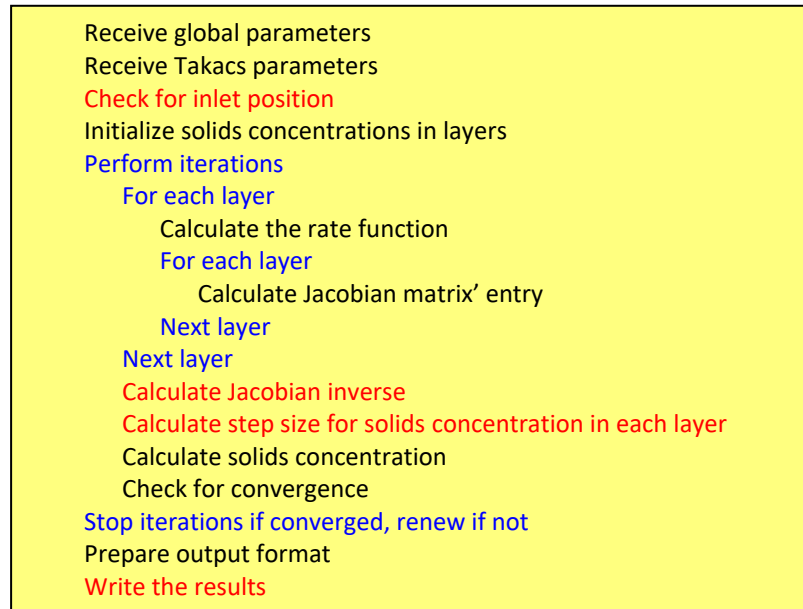 Receive global parameters
Receive Takacs parameters
Check for inlet position
Initialize solids concentrations in layers
Perform iterations
For each layer
Calculate the rate function
For each layer
Calculate Jacobian matrix’ entry
Next layer
Next layer
Calculate Jacobian inverse
Calculate step size for solids concentration in each layer
Calculate solids concentration
Check for convergence
Stop iterations if converged, renew if not
Prepare output format
Write the results